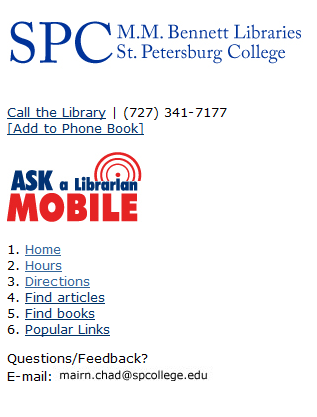 SPC M.M. Bennett Libraries
St. Petersburg College
Call the Library | (727) 341-7177
[Add to Phone Book]
ASK a Librarian
MOBILE
1. Home
2. Hours
3. Directions
4. Find articles
5. Find books
6. Popular Links
Questions/Feedback?
E-mail: mairn.chad@spcollege.edu